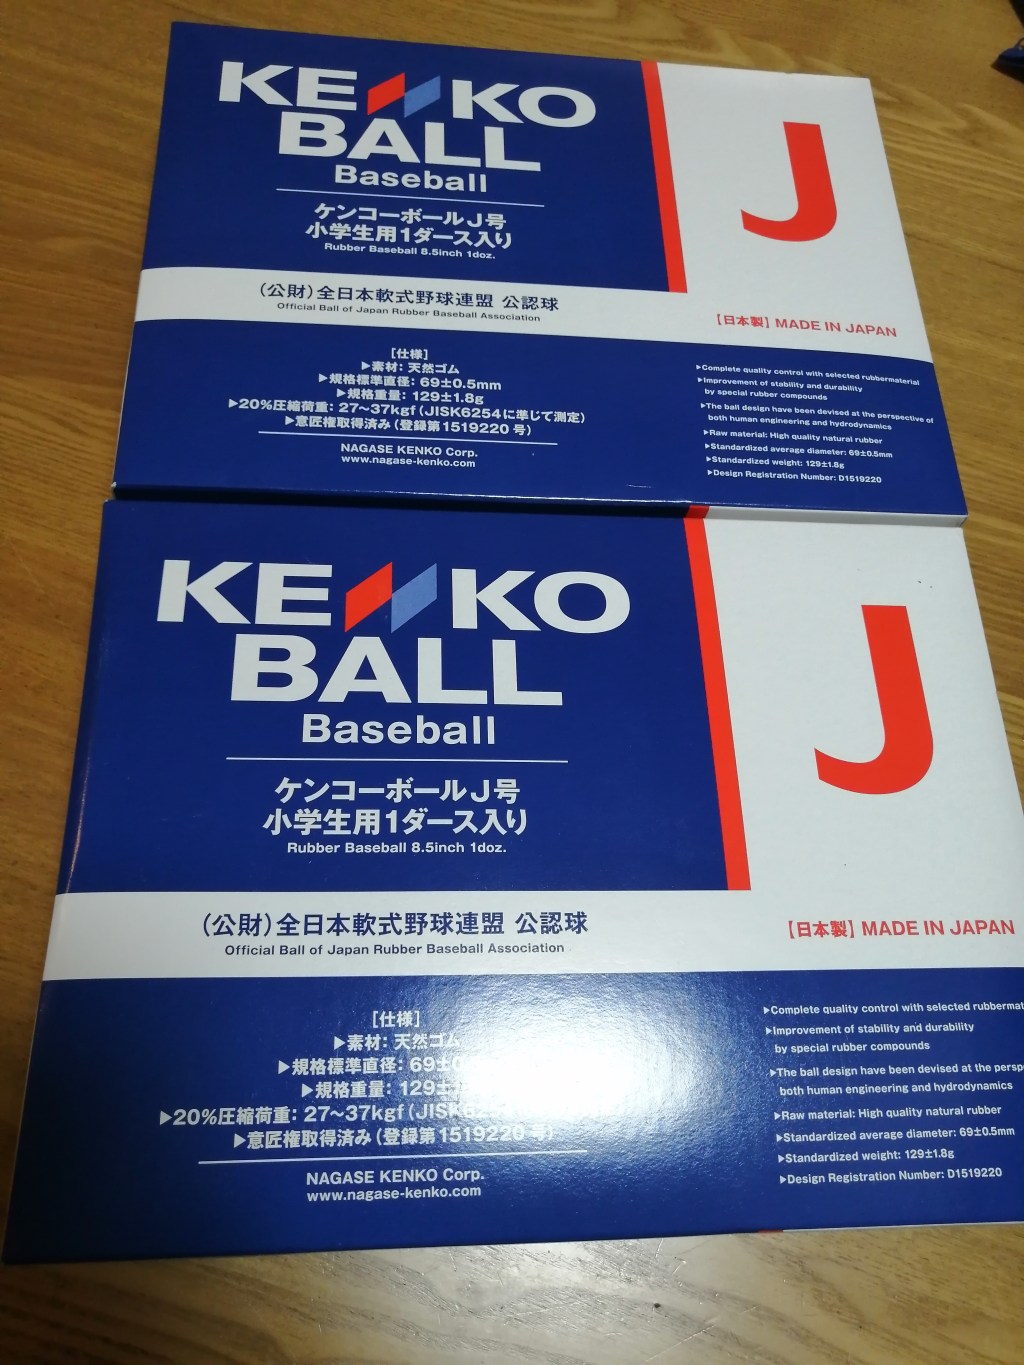 KENKO
BALL
Baseball
ケンコーボールJ号
小学生用1ダース入り
Rubber Baseball 8.5inch 1doz.
J
(公財)全日本軟式野球連盟 公認球
Official Ball of Japan Rubber Baseball Association
【日本製】MADE IN JAPAN
[仕様]
▶素材: 天然ゴム
▶規格標準直径: 69±0.5mm
▶規格重量: 129±1.8g
▶20%圧縮荷重: 27〜37kgf (JISK6254に準じて測定)
▶意匠権取得済み (登録第1519220号)
NAGASE KENKO Corp.
www.nagase-kenko.com
▶Complete quality control with selected rubbermaterial
▶Improvement of stability and durability
by special rubber compounds
▶The ball design have been devised at the perspective of
both human engineering and hydrodynamics
▶Raw material: High quality natural rubber
▶Standardized average diameter: 69±0.5mm
▶Standardized weight: 129±1.8g
▶Design Registration Number: D1519220
KENKO
BALL
Baseball
ケンコーボールJ号
小学生用1ダース入り
Rubber Baseball 8.5inch 1doz.
J
(公財)全日本軟式野球連盟 公認球
Official Ball of Japan Rubber Baseball Association
【日本製】MADE IN JAPAN
[仕様]
▶素材: 天然ゴム
▶規格標準直径: 69±0
▶規格重量: 129±
▶20%圧縮荷重: 27〜37kgf (JISK625
▶意匠権取得済み (登録第1519220号)
NAGASE KENKO Corp.
www.nagase-kenko.com
▶Complete quality control with selected rubbermat
▶Improvement of stability and durability
by special rubber compounds
▶The ball design have been devised at the persp
both human engineering and hydrodynamics
▶Raw material: High quality natural rubber
▶Standardized average diameter: 69±0.5mm
▶Standardized weight: 129±1.8g
▶Design Registration Number: D1519220